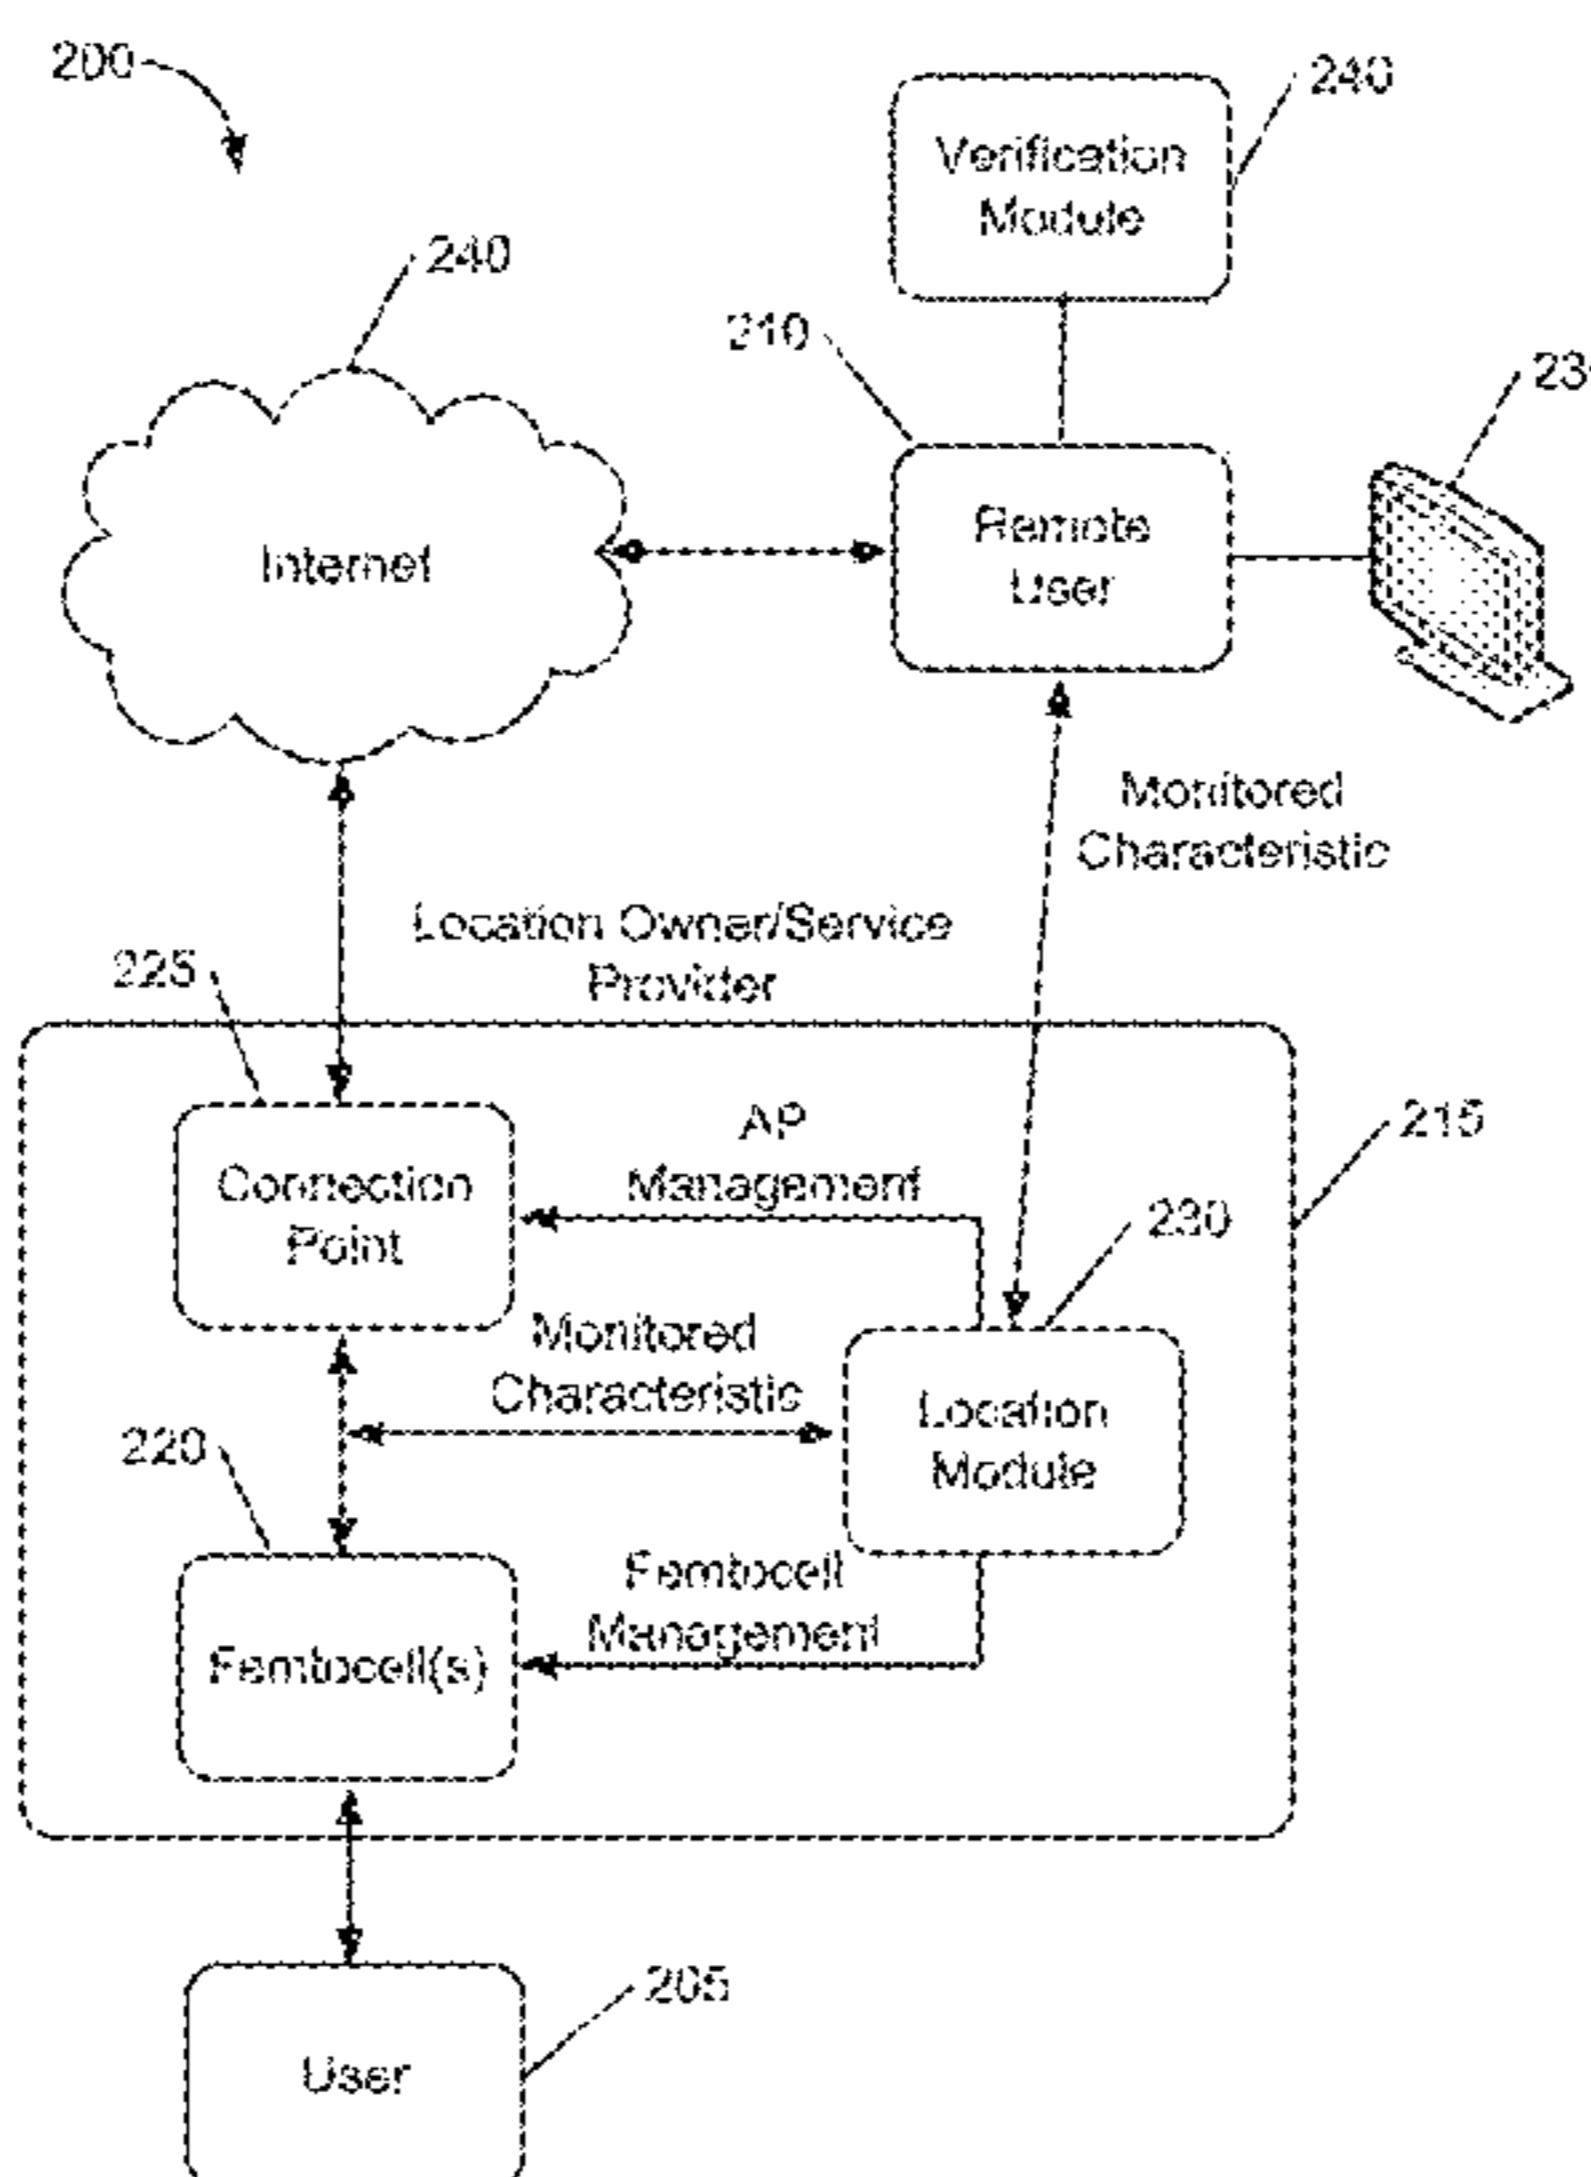 200
240
Verification
Module
240
210
23
Internet
Remote
User
Monitored
Characteristic
Location Owner/Service
Provider
225
AP
Management
215
Connection
Point
230
Monitored
Characteristic
Location
Module
220
Femtocell
Management
Femtocell(s)
205
User